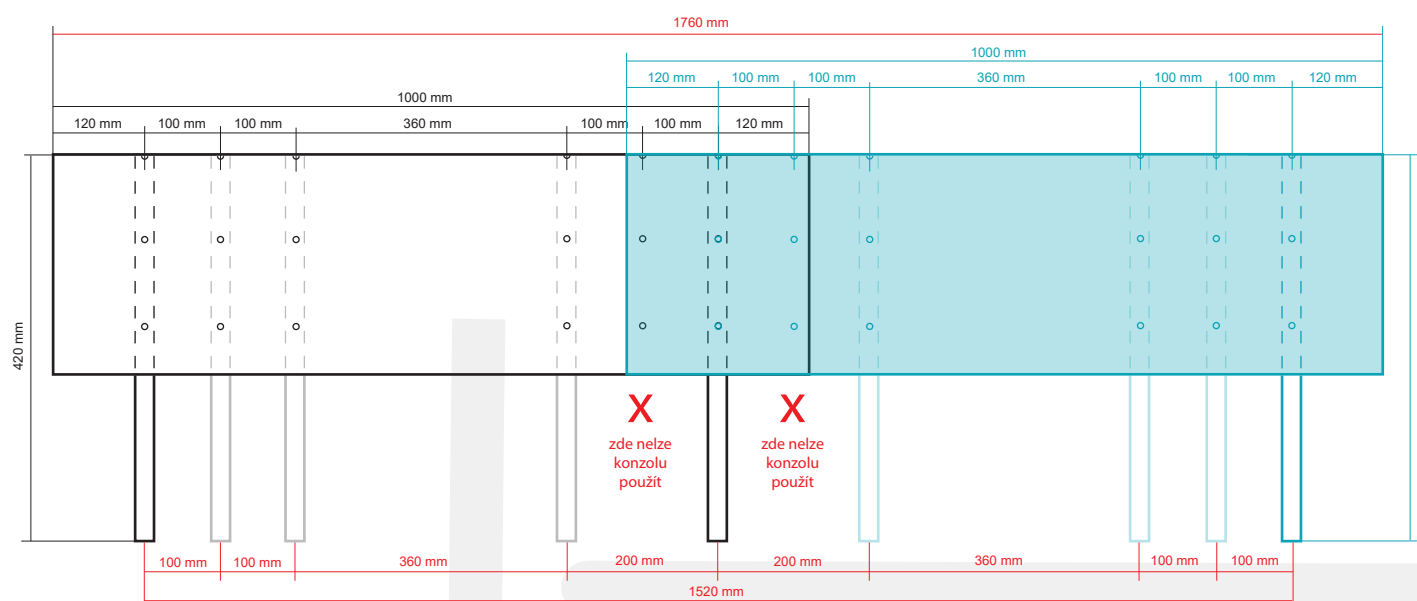 1760 mm
1000 mm
120 mm 100 mm 100 mm 360 mm 100 mm 100 mm 120 mm
1000 mm
120 mm 100 mm 100 mm 360 mm 100 mm 100 mm 120 mm
420 mm
X X
zde nelze
konzolu
použít
zde nelze
konzolu
použít
100 mm 100 mm 360 mm 200 mm 200 mm 360 mm 100 mm 100 mm
1520 mm